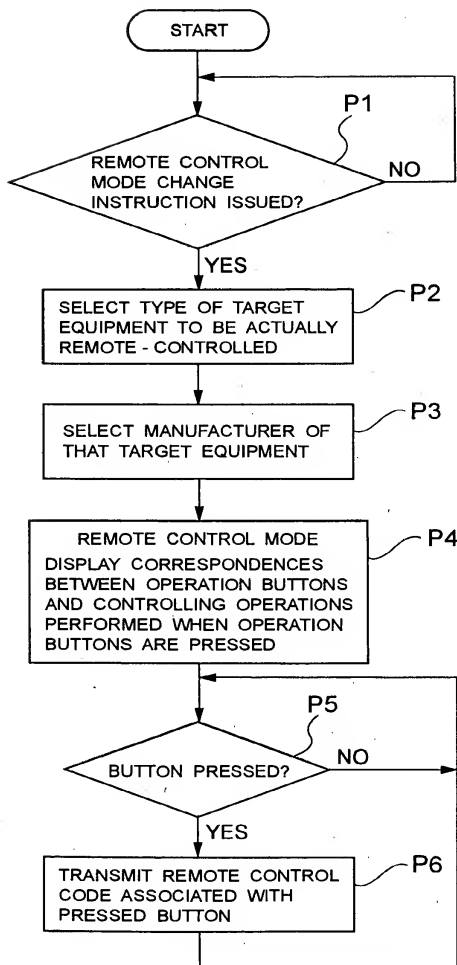 START
P1
REMOTE CONTROL
MODE CHANGE
INSTRUCTION ISSUED?
NO
YES
P2
SELECT TYPE OF TARGET
EQUIPMENT TO BE ACTUALLY
REMOTE - CONTROLLED
P3
SELECT MANUFACTURER OF
THAT TARGET EQUIPMENT
P4
REMOTE CONTROL MODE
DISPLAY CORRESPONDENCES
BETWEEN OPERATION BUTTONS
AND CONTROLLING OPERATIONS
PERFORMED WHEN OPERATION
BUTTONS ARE PRESSED
P5
BUTTON PRESSED?
NO
YES
P6
TRANSMIT REMOTE CONTROL
CODE ASSOCIATED WITH
PRESSED BUTTON